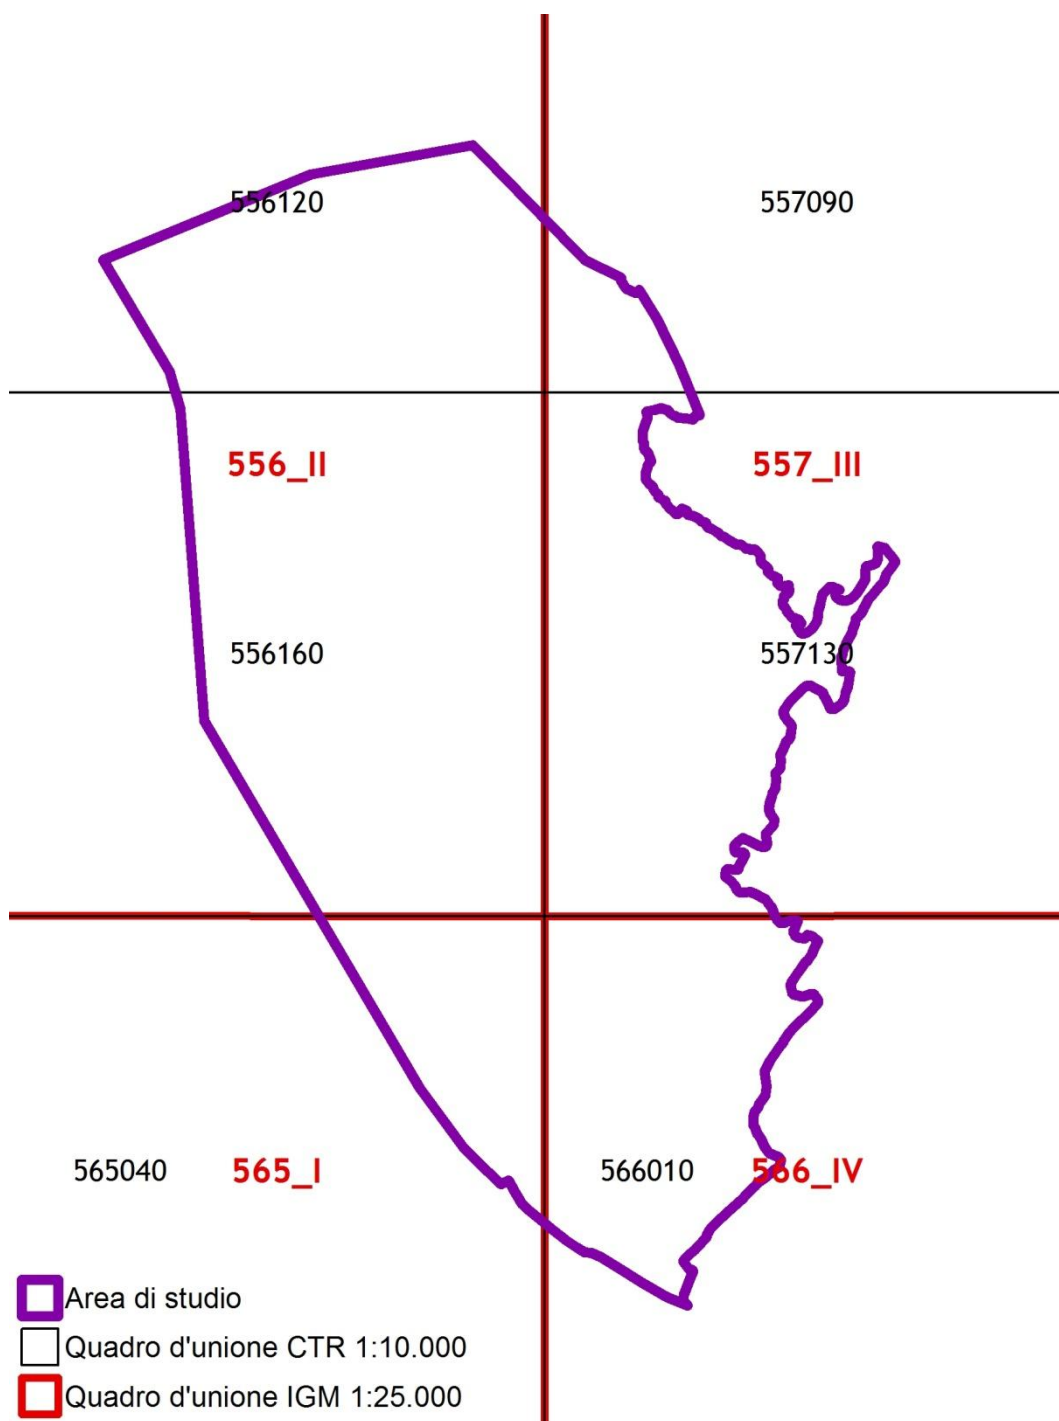 556120
557090
556_II
557_III
556160
557130
565040
565_I
566010
566_IV
Area di studio
Quadro d'unione CTR 1:10.000
Quadro d'unione IGM 1:25.000